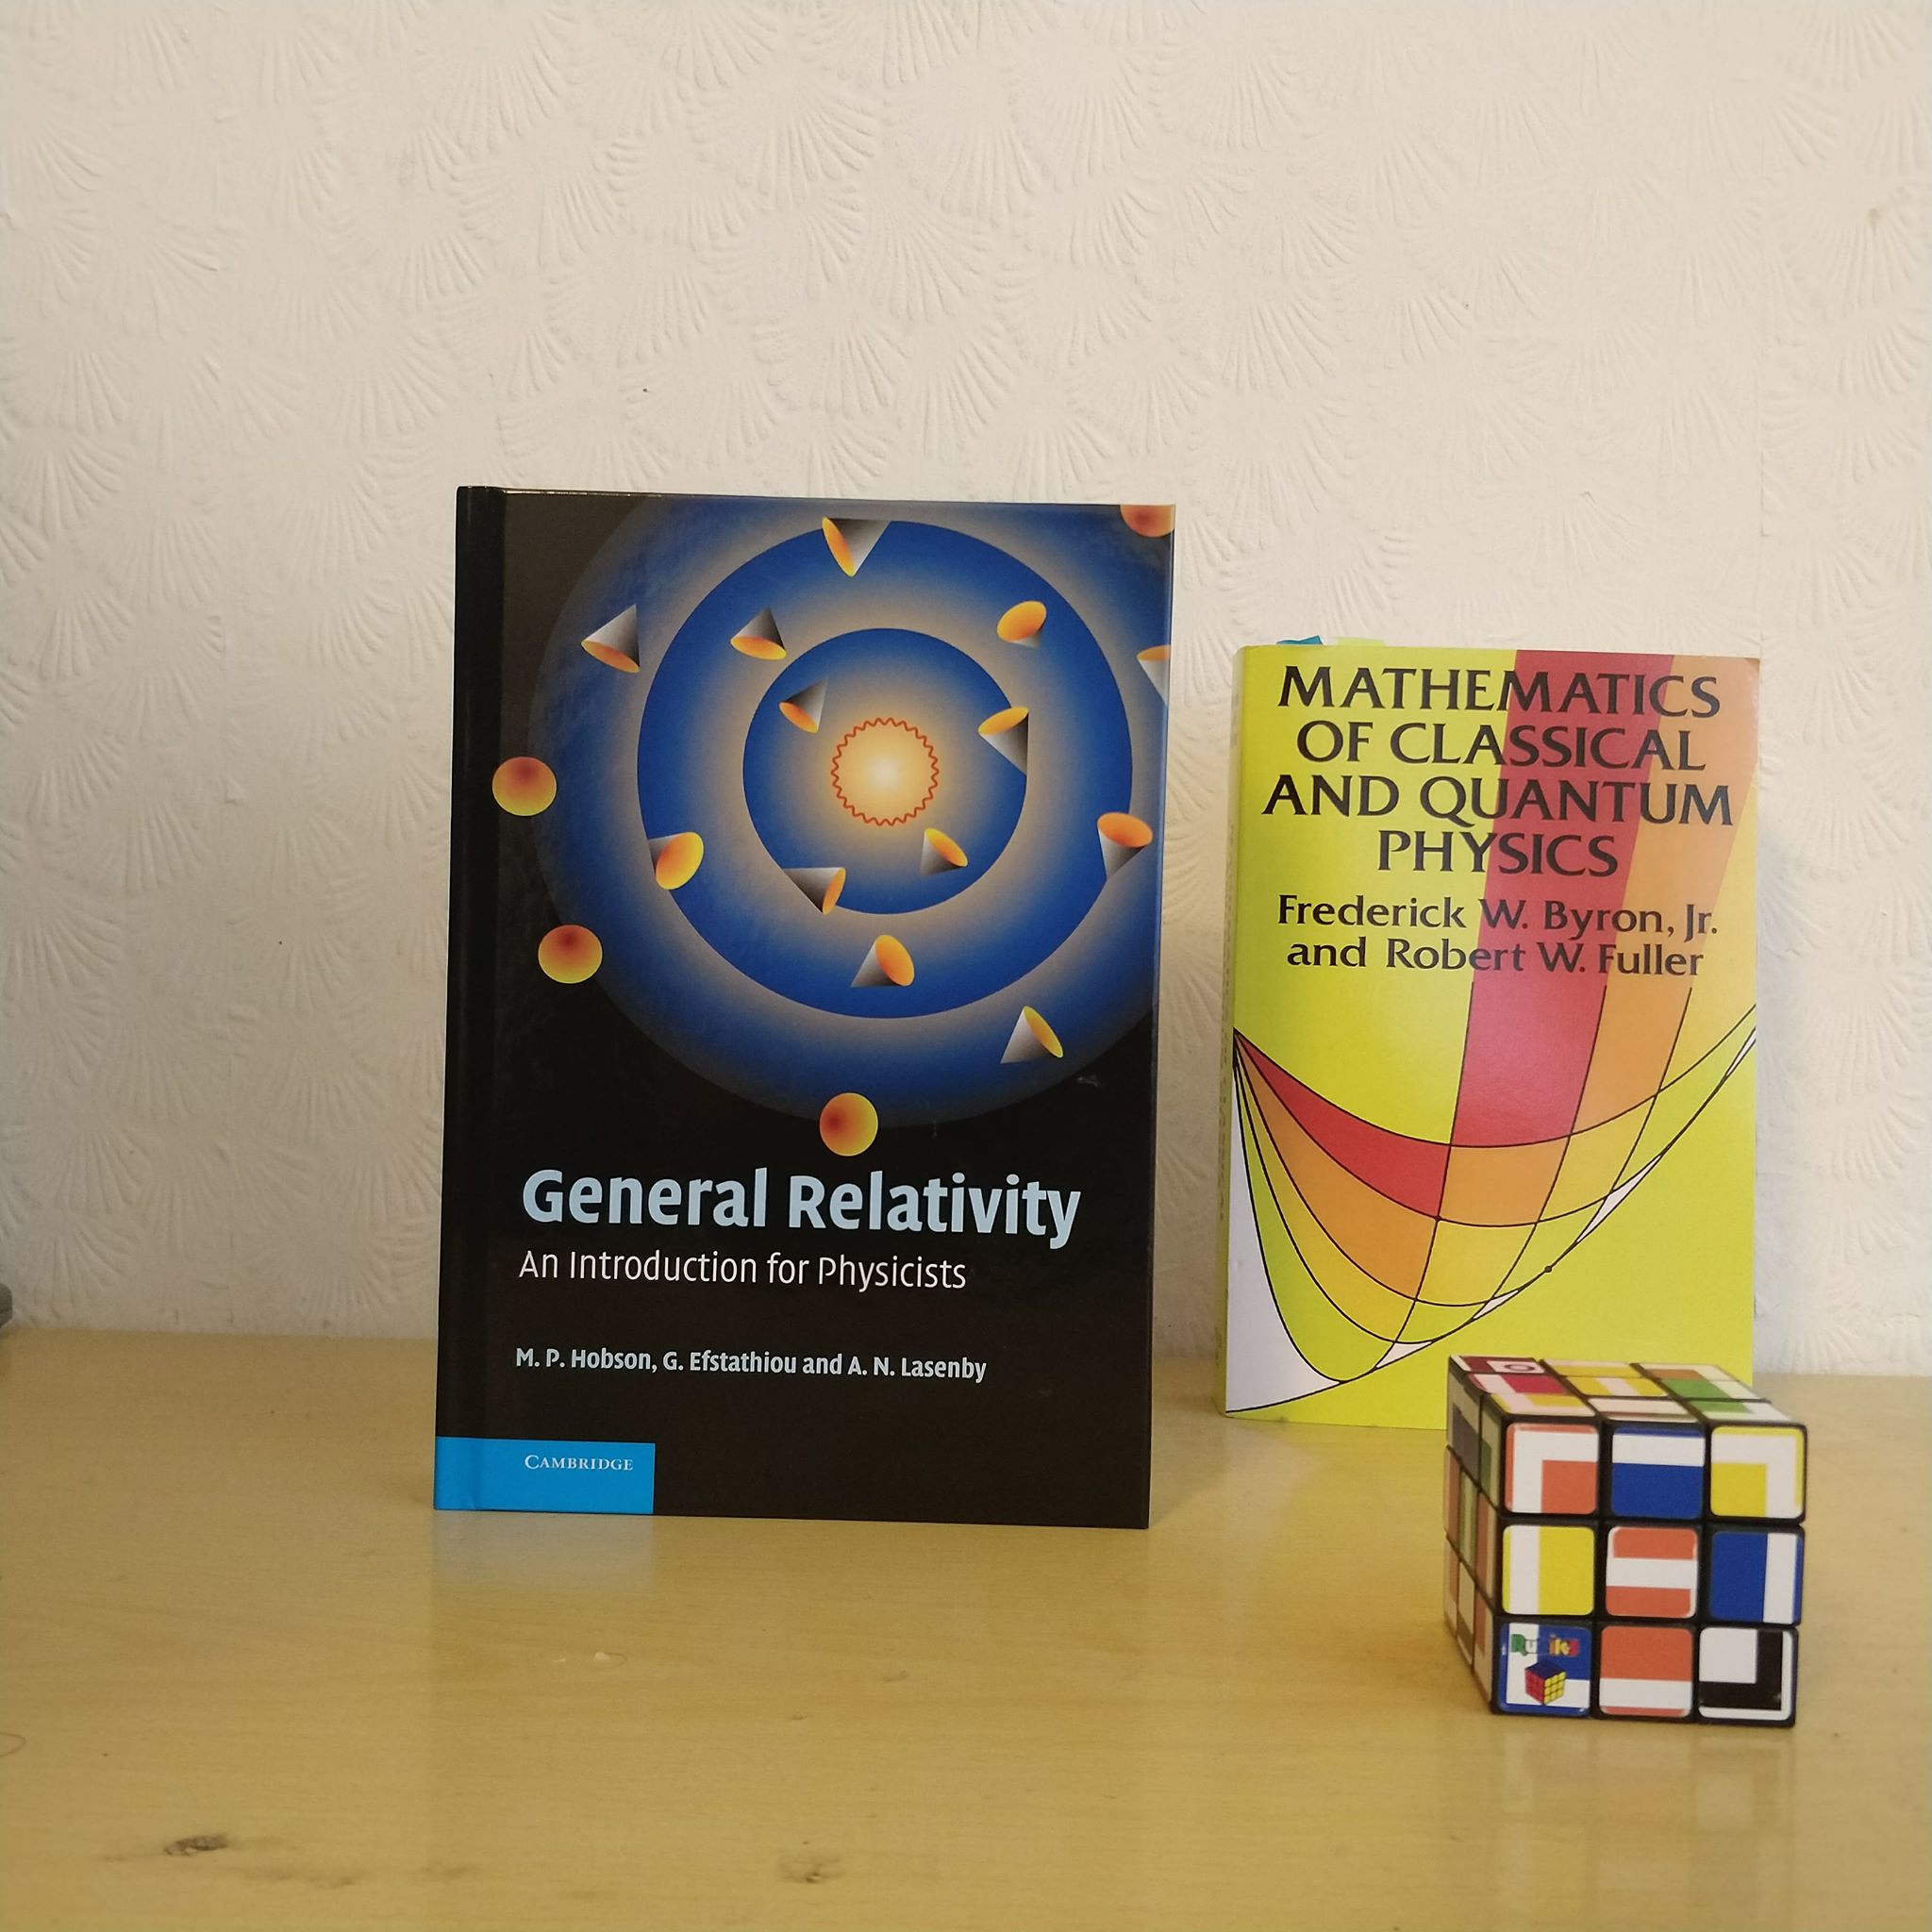 General Relativity
An Introduction for Physicists
M. P. Hobson, G. Efstathiou and A. N. Lasenby
CAMBRIDGE
MATHEMATICS
OF CLASSICAL
AND QUANTUM
PHYSICS
Frederick W. Byron, Jr.
and Robert W. Fuller
Rubik's